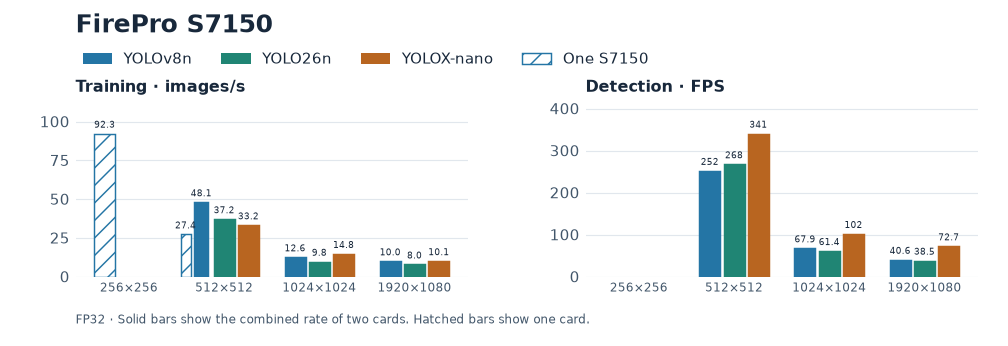 FirePro S7150
YOLOv8n YOLO26n YOLOX-nano One S7150
Training · images/s
100
75
50
25
0
92.3
27.4 48.1 37.2 33.2
12.6 9.8 14.8
10.0 8.0 10.1
256×256 512×512 1024×1024 1920×1080
Detection · FPS
400
300
200
100
0
252 268 341
67.9 61.4 102
40.6 38.5 72.7
256×256 512×512 1024×1024 1920×1080
FP32 · Solid bars show the combined rate of two cards. Hatched bars show one card.